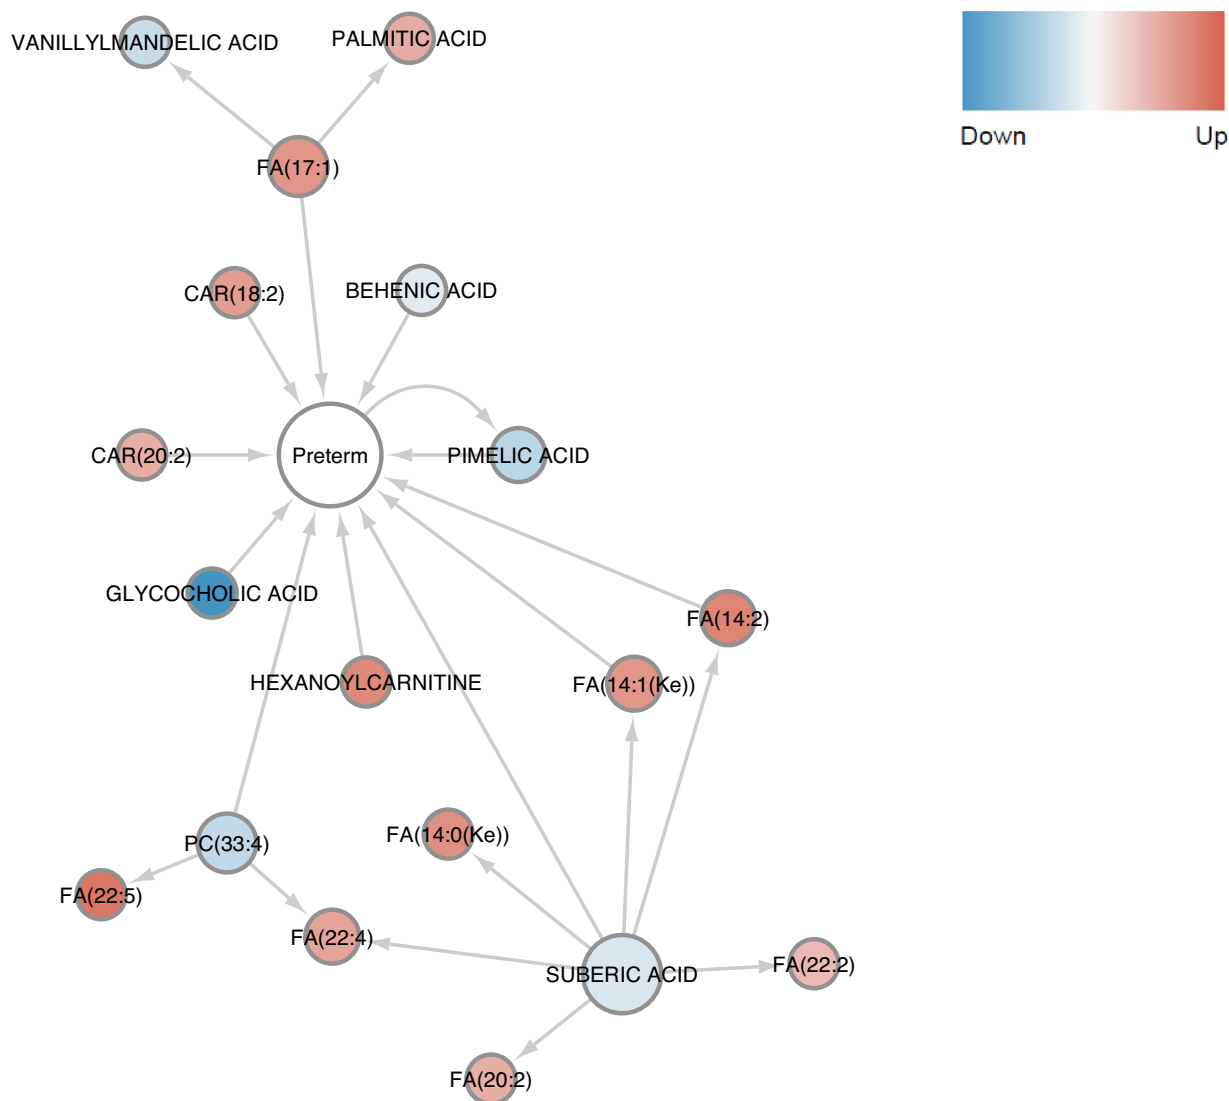 VANILLYLMANDELIC ACID
PALMITIC ACID
Down
Up
FA(17:1)
CAR(18:2)
BEHENIC ACID
CAR(20:2)
Preterm
PIMELIC ACID
GLYCOCHOLIC ACID
FA(14:2)
HEXANOYLCARNITINE
FA(14:1(Ke))
FA(14:0(Ke))
PC(33:4)
FA(22:5)
FA(22:4)
SUBERIC ACID
FA(22:2)
FA(20:2)